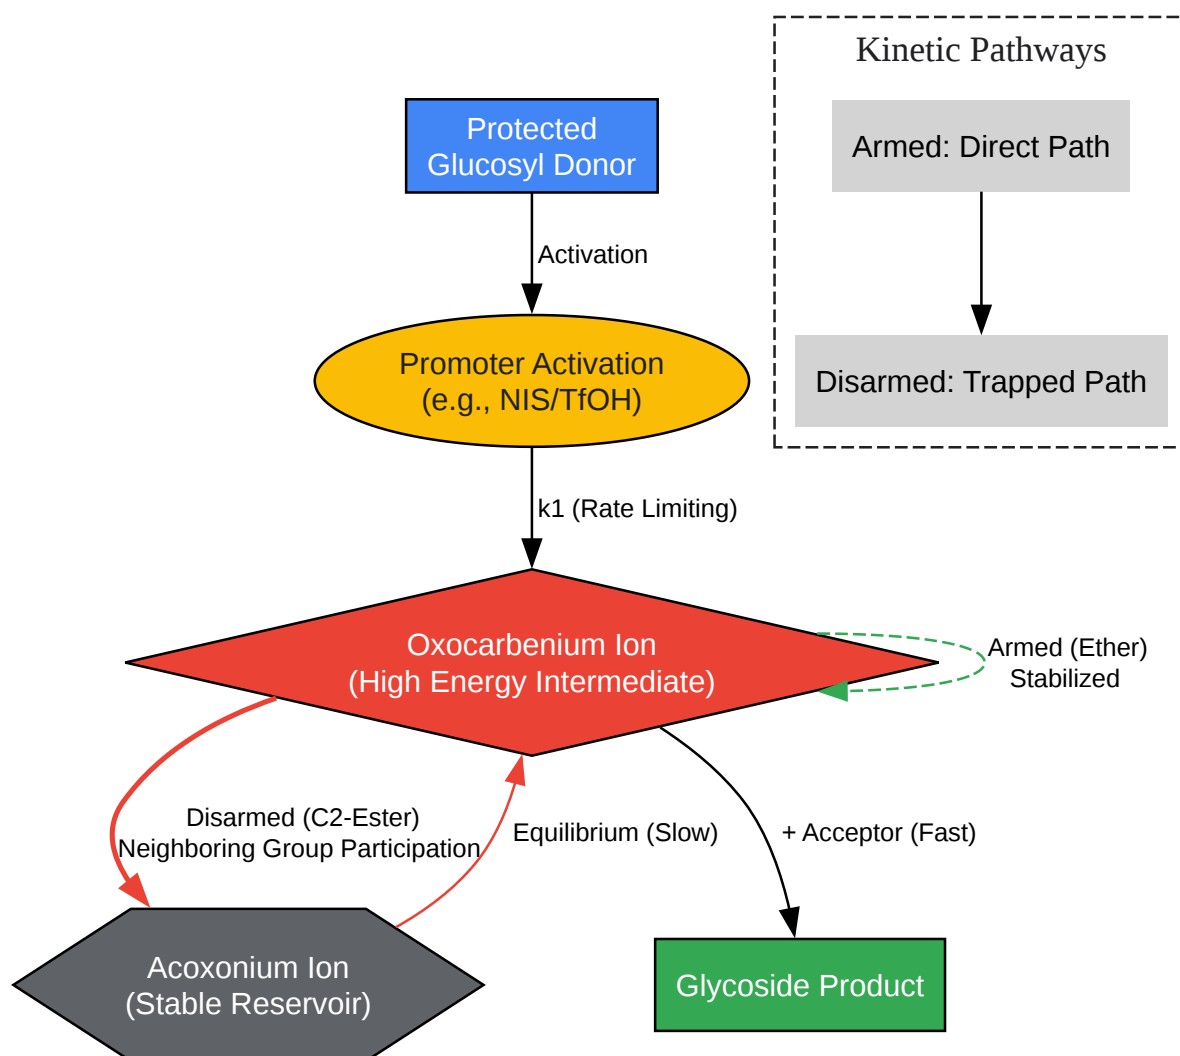 Kinetic Pathways
Armed: Direct Path
Disarmed: Trapped Path
Protected
Glucosyl Donor
Activation
Promoter Activation
(e.g., NIS/TfOH)
k1 (Rate Limiting)
Oxocarbenium Ion
(High Energy Intermediate)
Armed (Ether)
Stabilized
Disarmed (C2-Ester)
Neighboring Group Participation
Equilibrium (Slow)
+ Acceptor (Fast)
Acoxonium Ion
(Stable Reservoir)
Glycoside Product